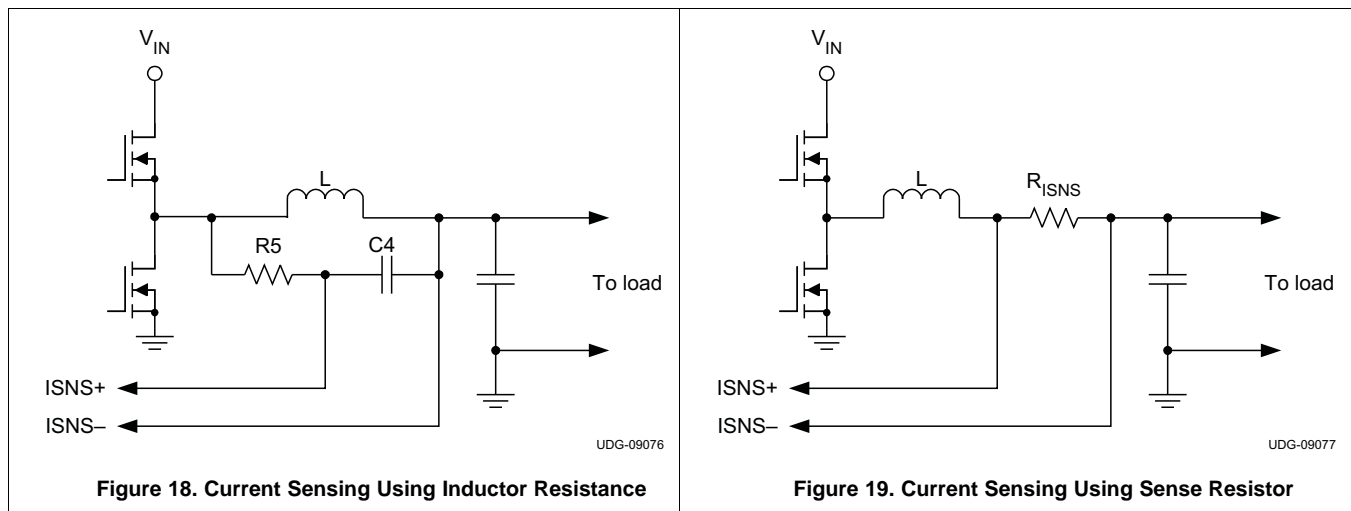 V_IN
L
R5
C4
To load
ISNS+
ISNS–
UDG-09076
Figure 18. Current Sensing Using Inductor Resistance
V_IN
L
R_ISNS
To load
ISNS+
ISNS–
UDG-09077
Figure 19. Current Sensing Using Sense Resistor